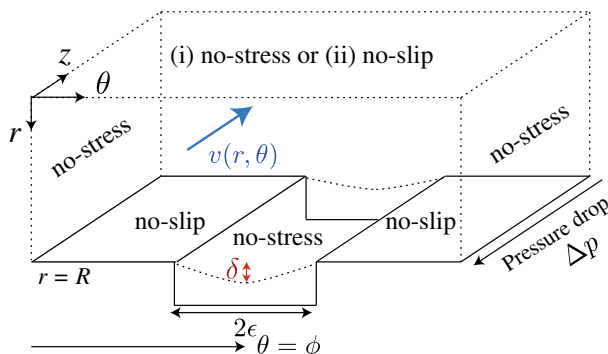 (i) no-stress or (ii) no-slip
z
θ
r
no-stress
v(r, θ)
no-stress
no-slip
no-stress
no-slip
r = R
δ
Pressure drop
Δp
2ϵ
θ = ϕ